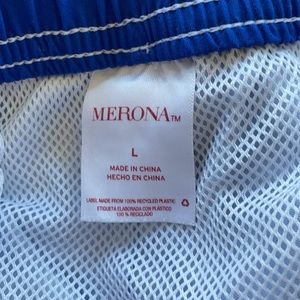 MERONA™
L
MADE IN CHINA
HECHO EN CHINA
LABEL MADE FROM 100% RECYCLED PLASTIC
ETIQUETA ELABORADA CON PLÁSTICO
100 % RECICLADO